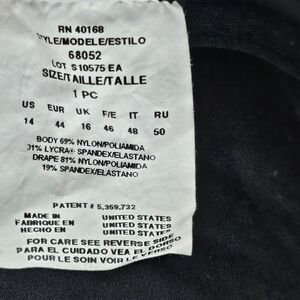 RN 40168
STYLE/MODELE/ESTILO
68052
LOT S10575 EA
SIZE/TAILLE/TALLE
1 PC
US EUR UK F/E IT RU
14 44 16 46 48 50
BODY 69% NYLON/POLIAMIDA
31% LYCRA® SPANDEX/ELASTANO
DRAPE 81% NYLON/POLIAMIDA
19% SPANDEX/ELASTANO
PATENT # 5,359,732
MADE IN UNITED STATES
FABRIQUE EN UNITED STATES
HECHO EN UNITED STATES
FOR CARE SEE REVERSE SIDE
PARA EL CUIDADO VEA EL DORSO
POUR LE SOIN VOIR LE VERSO